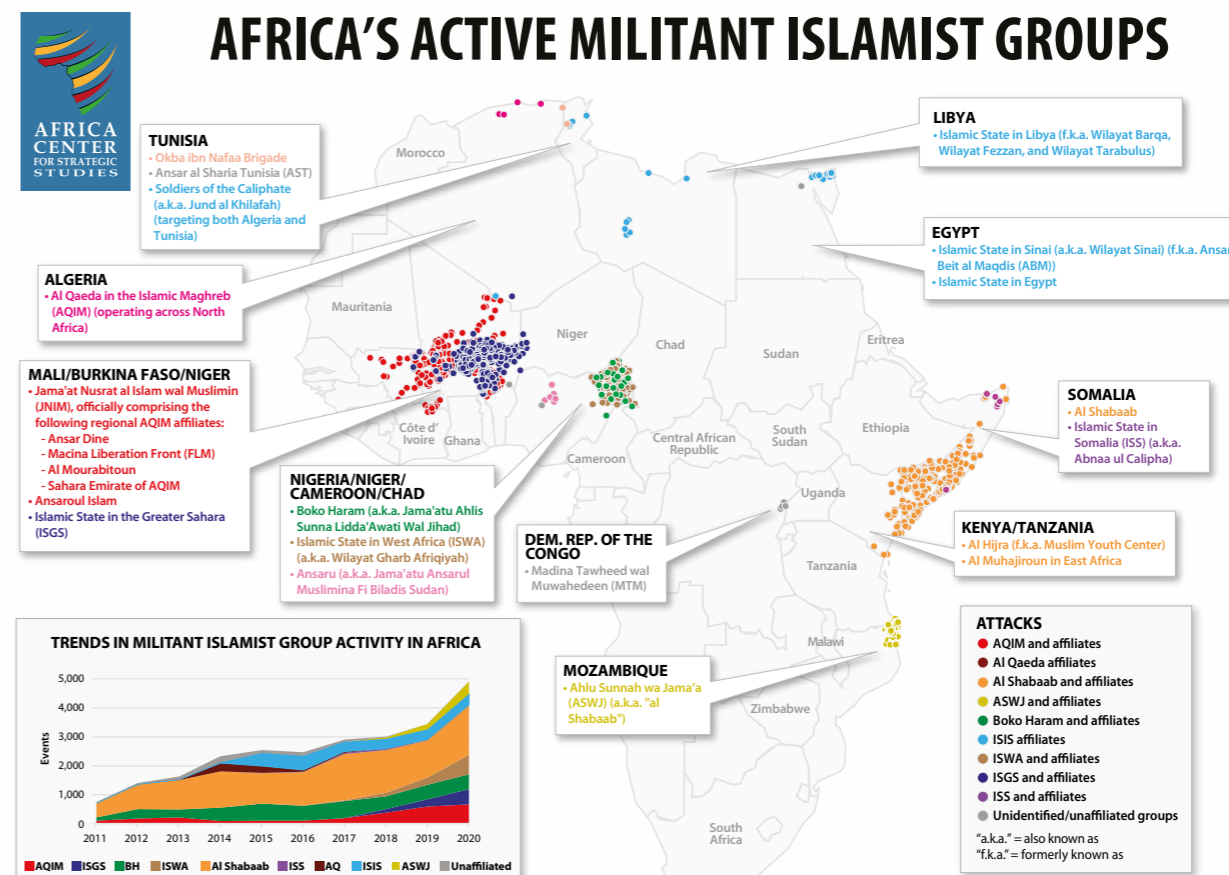 AFRICA'S ACTIVE MILITANT ISLAMIST GROUPS
AFRICA
CENTER
FOR STRATEGIC
STUDIES
TUNISIA
• Okba ibn Nafaa Brigade
• Ansar al Sharia Tunisia (AST)
• Soldiers of the Caliphate
(a.k.a. Jund al Khilafah)
(targeting both Algeria and
Tunisia)
LIBYA
• Islamic State in Libya (f.k.a. Wilayat Barqa,
Wilayat Fezzan, and Wilayat Tarabulus)
EGYPT
• Islamic State in Sinai (a.k.a. Wilayat Sinai) (f.k.a. Ansar
Beit al Maqdis (ABM))
• Islamic State in Egypt
ALGERIA
• Al Qaeda in the Islamic Maghreb
(AQIM) (operating across North
Africa)
MALI/BURKINA FASO/NIGER
• Jama'at Nusrat al Islam wal Muslimin
(JNIM), officially comprising the
following regional AQIM affiliates:
- Ansar Dine
- Macina Liberation Front (FLM)
- Al Mourabitoun
- Sahara Emirate of AQIM
• Ansaroul Islam
• Islamic State in the Greater Sahara
(ISGS)
Morocco
Mauritania
Niger
Chad
Sudan
Eritrea
Côte d'
Ivoire
Ghana
Cameroon
Central African
Republic
South
Sudan
Ethiopia
Uganda
Tanzania
Malawi
Zimbabwe
South
Africa
SOMALIA
• Al Shabaab
• Islamic State in
Somalia (ISS) (a.k.a.
Abnaa ul Calipha)
NIGERIA/NIGER/
CAMEROON/CHAD
• Boko Haram (a.k.a. Jama'atu Ahlis
Sunna Lidda'Awati Wal Jihad)
• Islamic State in West Africa (ISWA)
(a.k.a. Wilayat Gharb Afriqiyah)
• Ansaru (a.k.a. Jama'atu Ansarul
Muslimina Fi Biladis Sudan)
DEM. REP. OF THE
CONGO
• Madina Tawheed wal
Muwahedeen (MTM)
KENYA/TANZANIA
• Al Hijra (f.k.a. Muslim Youth Center)
• Al Muhajiroun in East Africa
MOZAMBIQUE
• Ahlu Sunnah wa Jama'a
(ASWJ) (a.k.a. "al
Shabaab")
ATTACKS
AQIM and affiliates
Al Qaeda affiliates
Al Shabaab and affiliates
ASWJ and affiliates
Boko Haram and affiliates
ISIS affiliates
ISWA and affiliates
ISGS and affiliates
ISS and affiliates
Unidentified/unaffiliated groups
"a.k.a." = also known as
"f.k.a." = formerly known as
TRENDS IN MILITANT ISLAMIST GROUP ACTIVITY IN AFRICA
Events
5,000
4,000
3,000
2,000
1,000
0
2011 2012 2013 2014 2015 2016 2017 2018 2019 2020
AQIM ISGS BH ISWA Al Shabaab ISS AQ ISIS ASWJ Unaffiliated